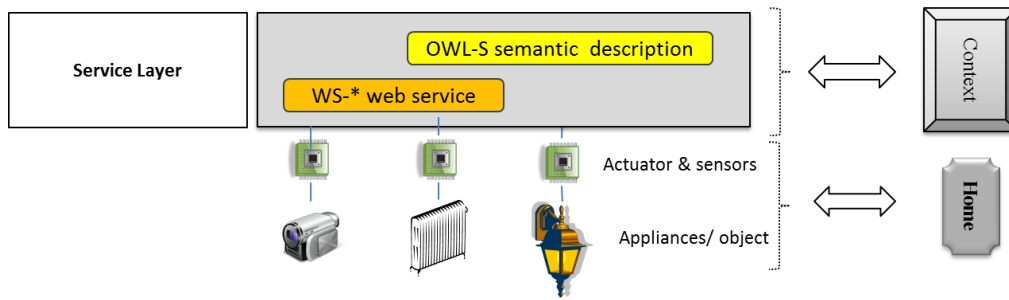 OWL-S semantic description
Service Layer
WS-* web service
Context
Actuator & sensors
Appliances/ object
Home